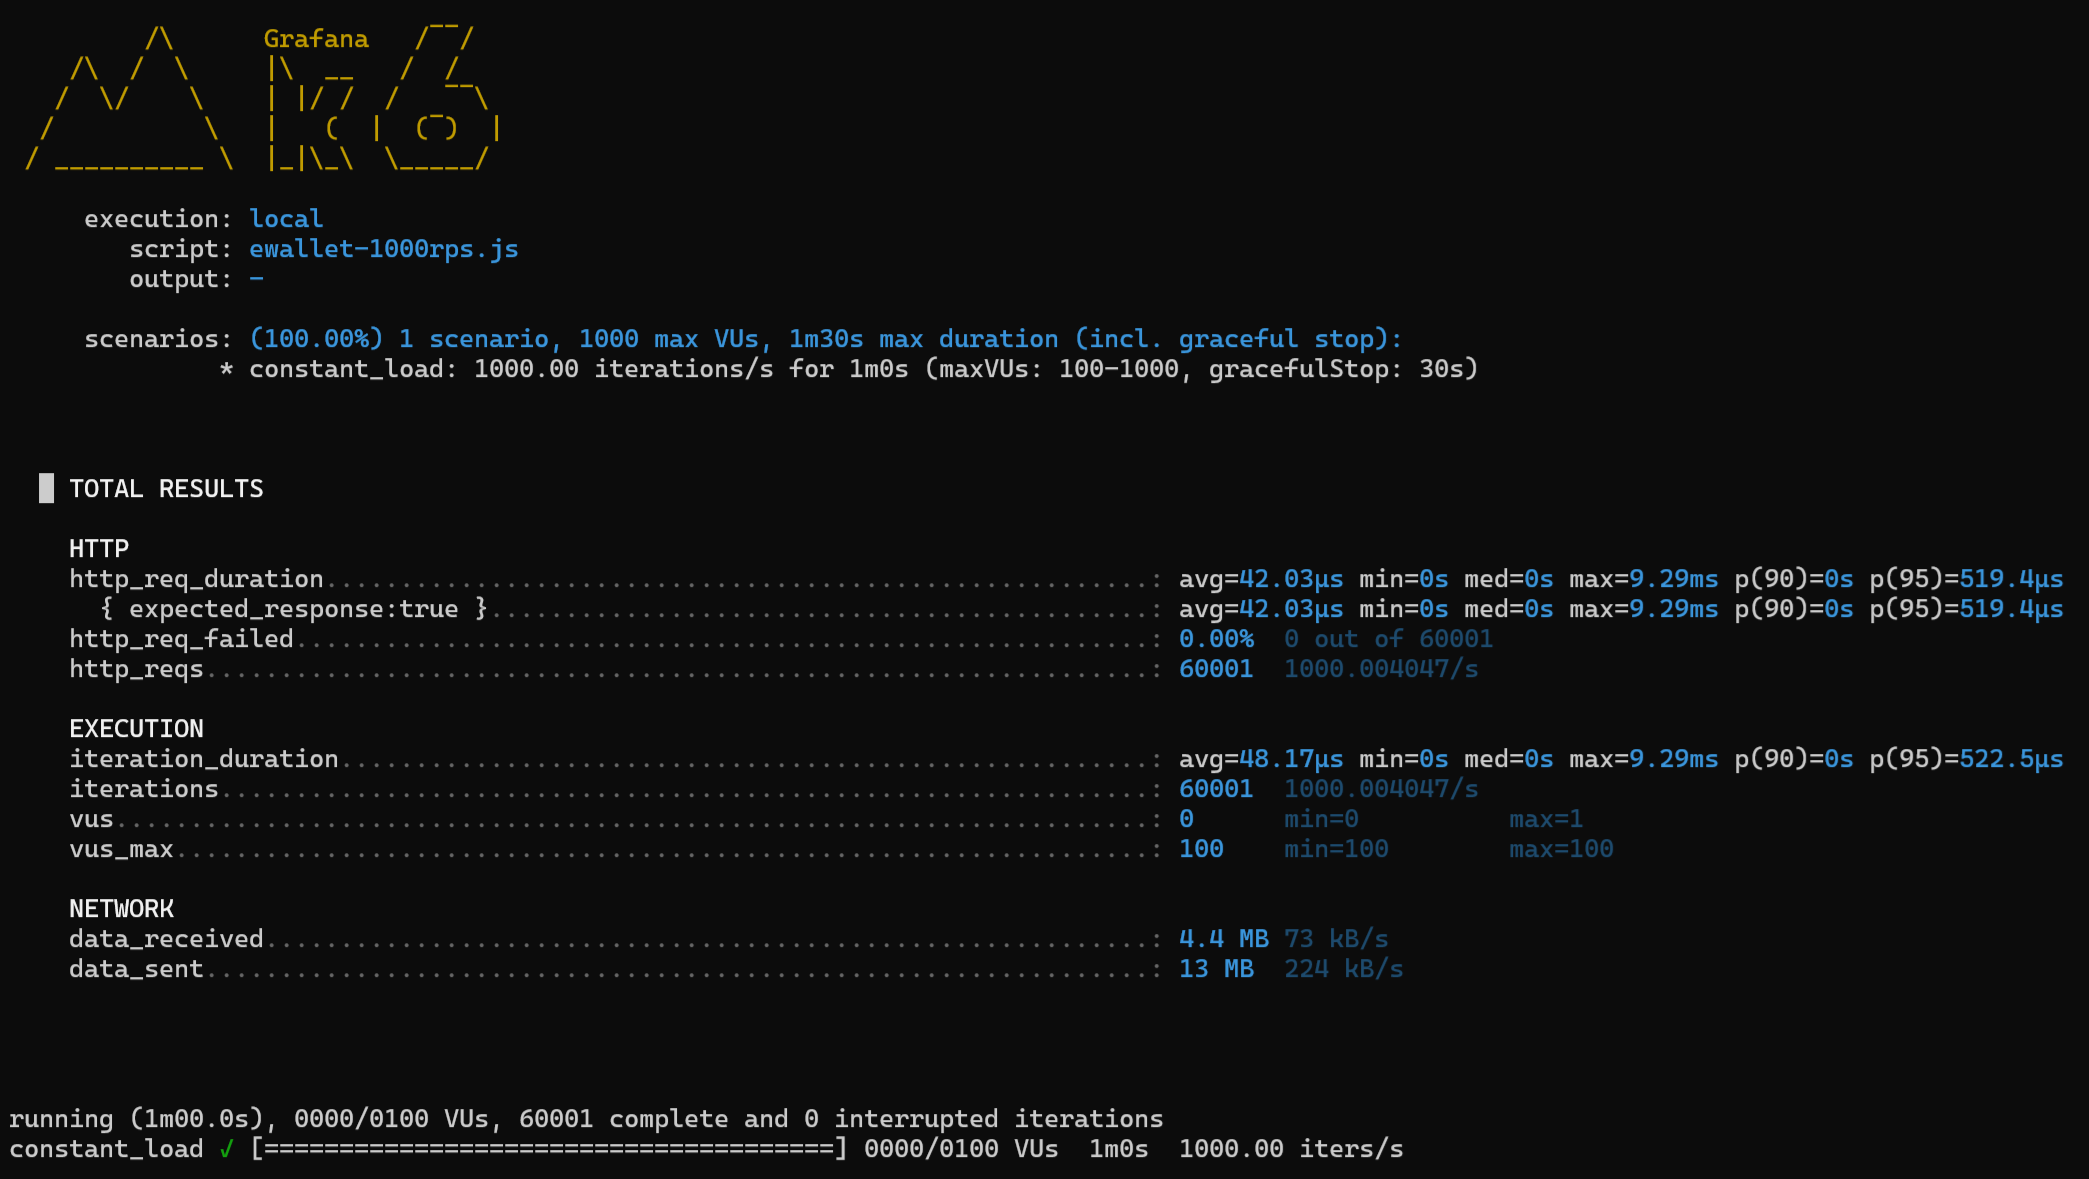 /\      Grafana   /‾‾/
    /\  /  \     |\  __   /  /
   /  \/    \    | |/ /  /   ‾‾\
  /          \   |   (  |  (‾)  |
 / __________ \  |_|\_\  \_____/
execution: local
script: ewallet-1000rps.js
output: -
scenarios: (100.00%) 1 scenario, 1000 max VUs, 1m30s max duration (incl. graceful stop):
* constant_load: 1000.00 iterations/s for 1m0s (maxVUs: 100-1000, gracefulStop: 30s)
█ TOTAL RESULTS
HTTP
http_req_duration.......................................................: avg=42.03µs min=0s med=0s max=9.29ms p(90)=0s p(95)=519.4µs
{ expected_response:true }............................................: avg=42.03µs min=0s med=0s max=9.29ms p(90)=0s p(95)=519.4µs
http_req_failed.........................................................: 0.00% 0 out of 60001
http_reqs...............................................................: 60001 1000.004047/s
EXECUTION
iteration_duration......................................................: avg=48.17µs min=0s med=0s max=9.29ms p(90)=0s p(95)=522.5µs
iterations..............................................................: 60001 1000.004047/s
vus.....................................................................: 0 min=0 max=1
vus_max.................................................................: 100 min=100 max=100
NETWORK
data_received...........................................................: 4.4 MB 73 kB/s
data_sent...............................................................: 13 MB 224 kB/s
running (1m00.0s), 0000/0100 VUs, 60001 complete and 0 interrupted iterations
constant_load ✓ [======================================] 0000/0100 VUs 1m0s 1000.00 iters/s